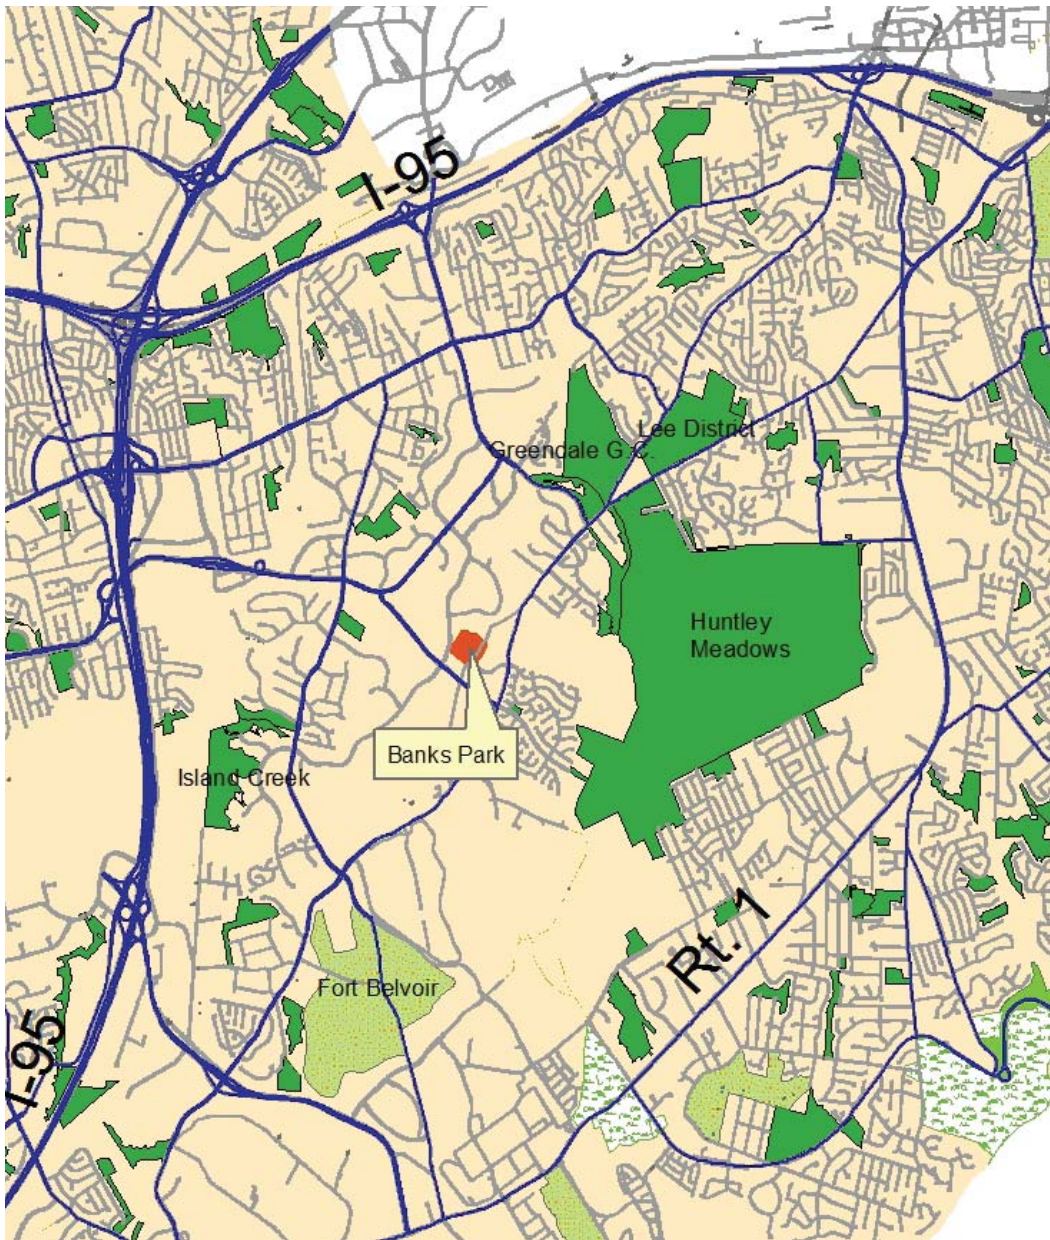 I-95
Lee District
Greendale G.C.
Huntley
Meadows
Banks Park
Island Creek
Rt. 1
Fort Belvoir
I-95